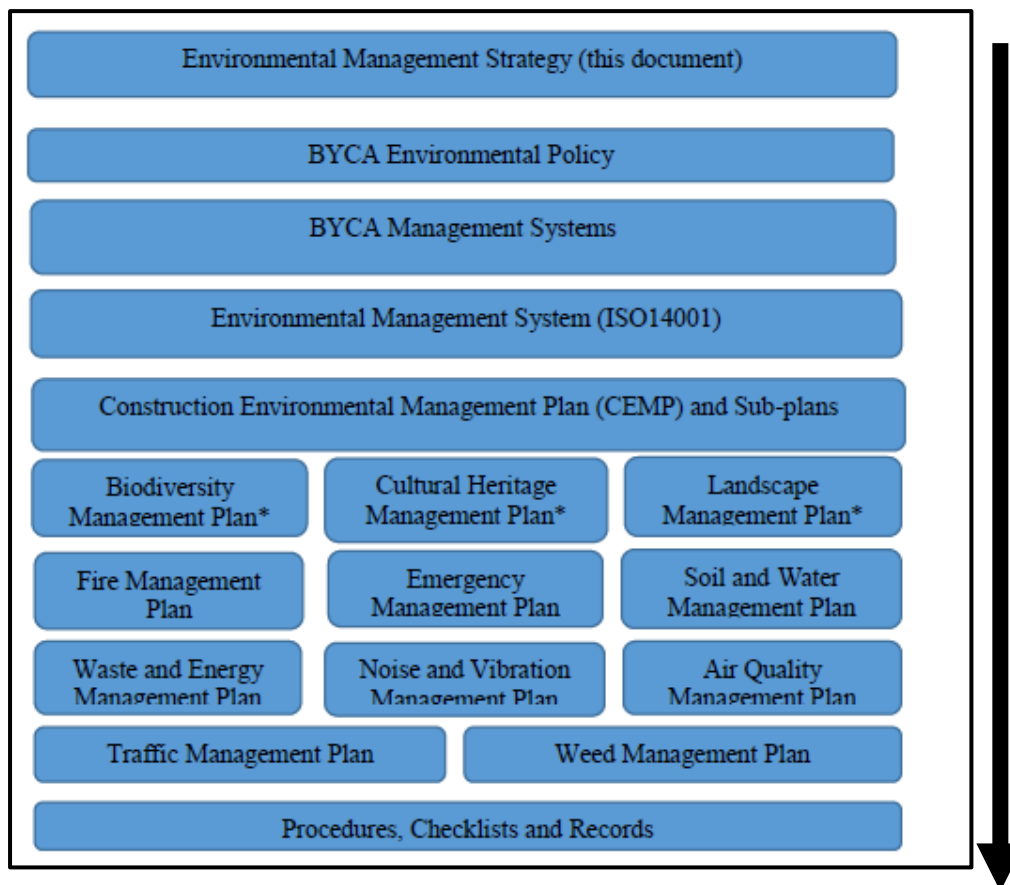 Environmental Management Strategy (this document)
BYCA Environmental Policy
BYCA Management Systems
Environmental Management System (ISO14001)
Construction Environmental Management Plan (CEMP) and Sub-plans
Biodiversity
Management Plan*
Cultural Heritage
Management Plan*
Landscape
Management Plan*
Fire Management
Plan
Emergency
Management Plan
Soil and Water
Management Plan
Waste and Energy
Management Plan
Noise and Vibration
Management Plan
Air Quality
Management Plan
Traffic Management Plan
Weed Management Plan
Procedures, Checklists and Records